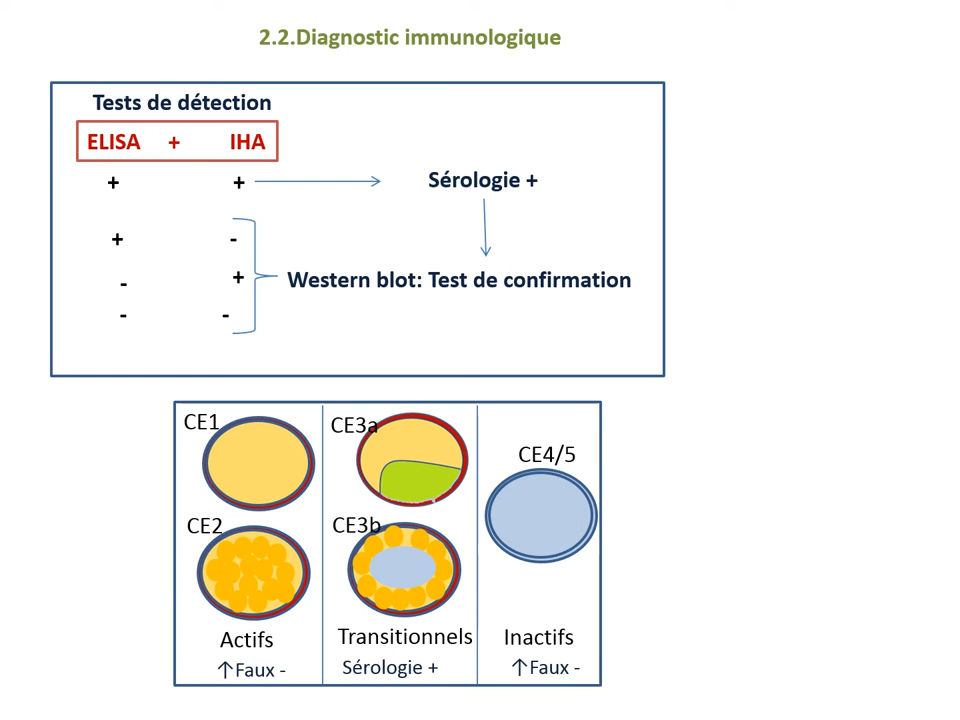 2.2.Diagnostic immunologique
Tests de détection
ELISA + IHA
+ +
Sérologie +
+ -
- +
Western blot: Test de confirmation
- -
CE1
CE3a
CE4/5
CE2
CE3b
Actifs
Transitionnels
Inactifs
↑Faux -
Sérologie +
↑Faux -